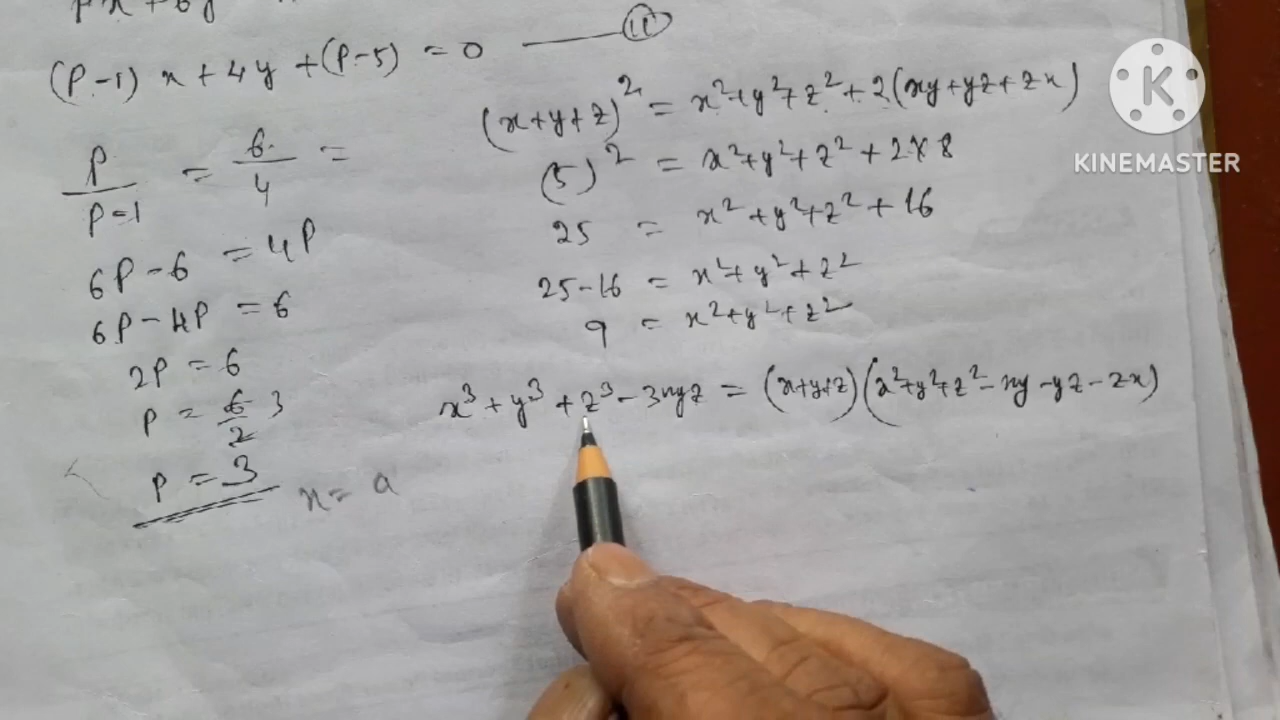 (P-1) x + 4y + (P-5) = 0 — (11)
P/P-1 = 6/4 =
6P - 6 = 4P
6P - 4P = 6
2P = 6
P = 6/2 3
P = 3
x = a
(x+y+z)² = x²+y²+z²+2(xy+yz+zx)
(5)² = x²+y²+z²+2×8
25 = x²+y²+z²+16
25-16 = x²+y²+z²
9 = x²+y²+z²
x³+y³+z³-3xyz = (x+y+z)(x²+y²+z²-xy-yz-zx)
K
KINEMASTER